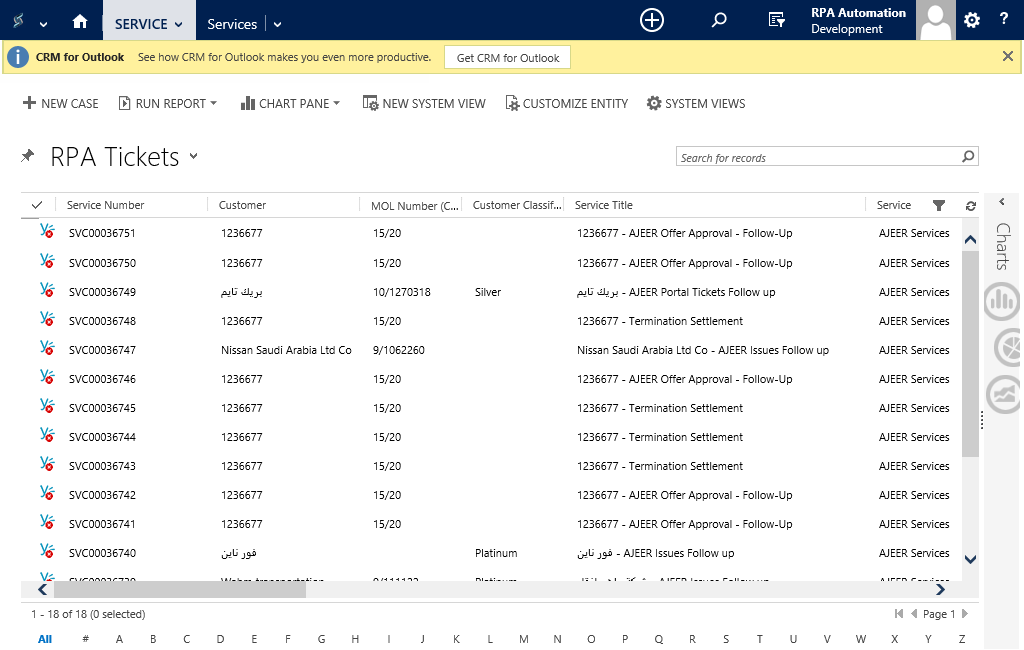 SERVICE Services RPA Automation
Development ?
CRM for Outlook See how CRM for Outlook makes you even more productive. Get CRM for Outlook
NEW CASE RUN REPORT CHART PANE NEW SYSTEM VIEW CUSTOMIZE ENTITY SYSTEM VIEWS
RPA Tickets Search for records
Service Number Customer MOL Number (C... Customer Classif... Service Title Service
Charts
SVC00036751 1236677 15/20 1236677 - AJEER Offer Approval - Follow-Up AJEER Services
SVC00036750 1236677 15/20 1236677 - AJEER Offer Approval - Follow-Up AJEER Services
SVC00036749 بريك تايم 10/1270318 Silver بريك تايم - AJEER Portal Tickets Follow up AJEER Services
SVC00036748 1236677 15/20 1236677 - Termination Settlement AJEER Services
SVC00036747 Nissan Saudi Arabia Ltd Co 9/1062260 Nissan Saudi Arabia Ltd Co - AJEER Issues Follow up AJEER Services
SVC00036746 1236677 15/20 1236677 - AJEER Offer Approval - Follow-Up AJEER Services
SVC00036745 1236677 15/20 1236677 - Termination Settlement AJEER Services
SVC00036744 1236677 15/20 1236677 - Termination Settlement AJEER Services
SVC00036743 1236677 15/20 1236677 - Termination Settlement AJEER Services
SVC00036742 1236677 15/20 1236677 - AJEER Offer Approval - Follow-Up AJEER Services
SVC00036741 1236677 15/20 1236677 - AJEER Offer Approval - Follow-Up AJEER Services
SVC00036740 فور ناين Platinum فور ناين - AJEER Issues Follow up AJEER Services
1 - 18 of 18 (0 selected) Page 1
All # A B C D E F G H I J K L M N O P Q R S T U V W X Y Z